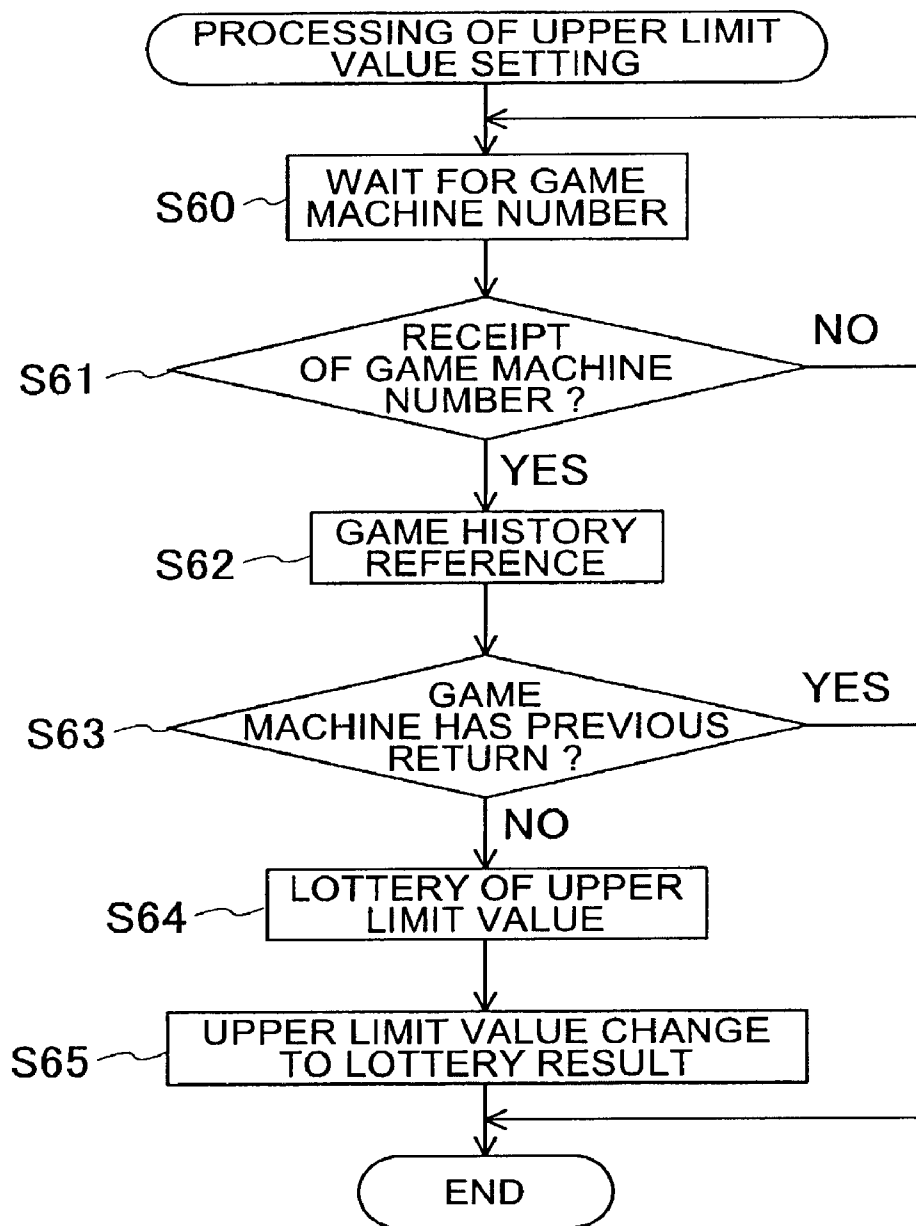 PROCESSING OF UPPER LIMIT
VALUE SETTING
S60
WAIT FOR GAME
MACHINE NUMBER
S61
RECEIPT
OF GAME MACHINE
NUMBER ?
NO
YES
S62
GAME HISTORY
REFERENCE
S63
GAME
MACHINE HAS PREVIOUS
RETURN ?
YES
NO
S64
LOTTERY OF UPPER
LIMIT VALUE
S65
UPPER LIMIT VALUE CHANGE
TO LOTTERY RESULT
END